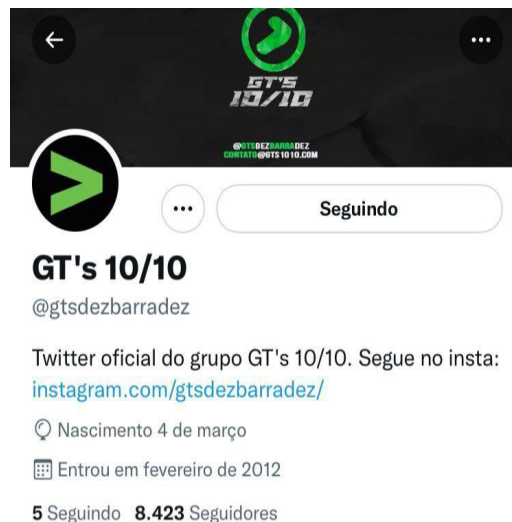 GT'S
10/10
@GTSDEZBARRADEZ
CONTATO@GTS1010.COM
Seguindo
GT's 10/10
@gtsdezbarradez
Twitter oficial do grupo GT's 10/10. Segue no insta:
instagram.com/gtsdezbarradez/
Nascimento 4 de março
Entrou em fevereiro de 2012
5 Seguindo 8.423 Seguidores